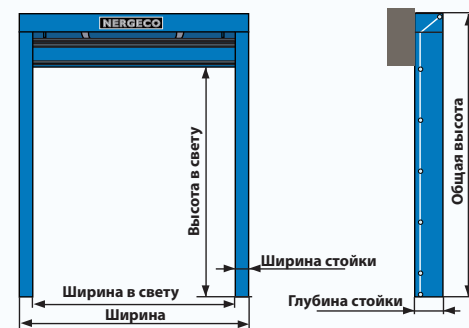 NERGECO
Высота в свету
Общая высота
Ширина стойки
Ширина в свету
Глубина стойки
Ширина